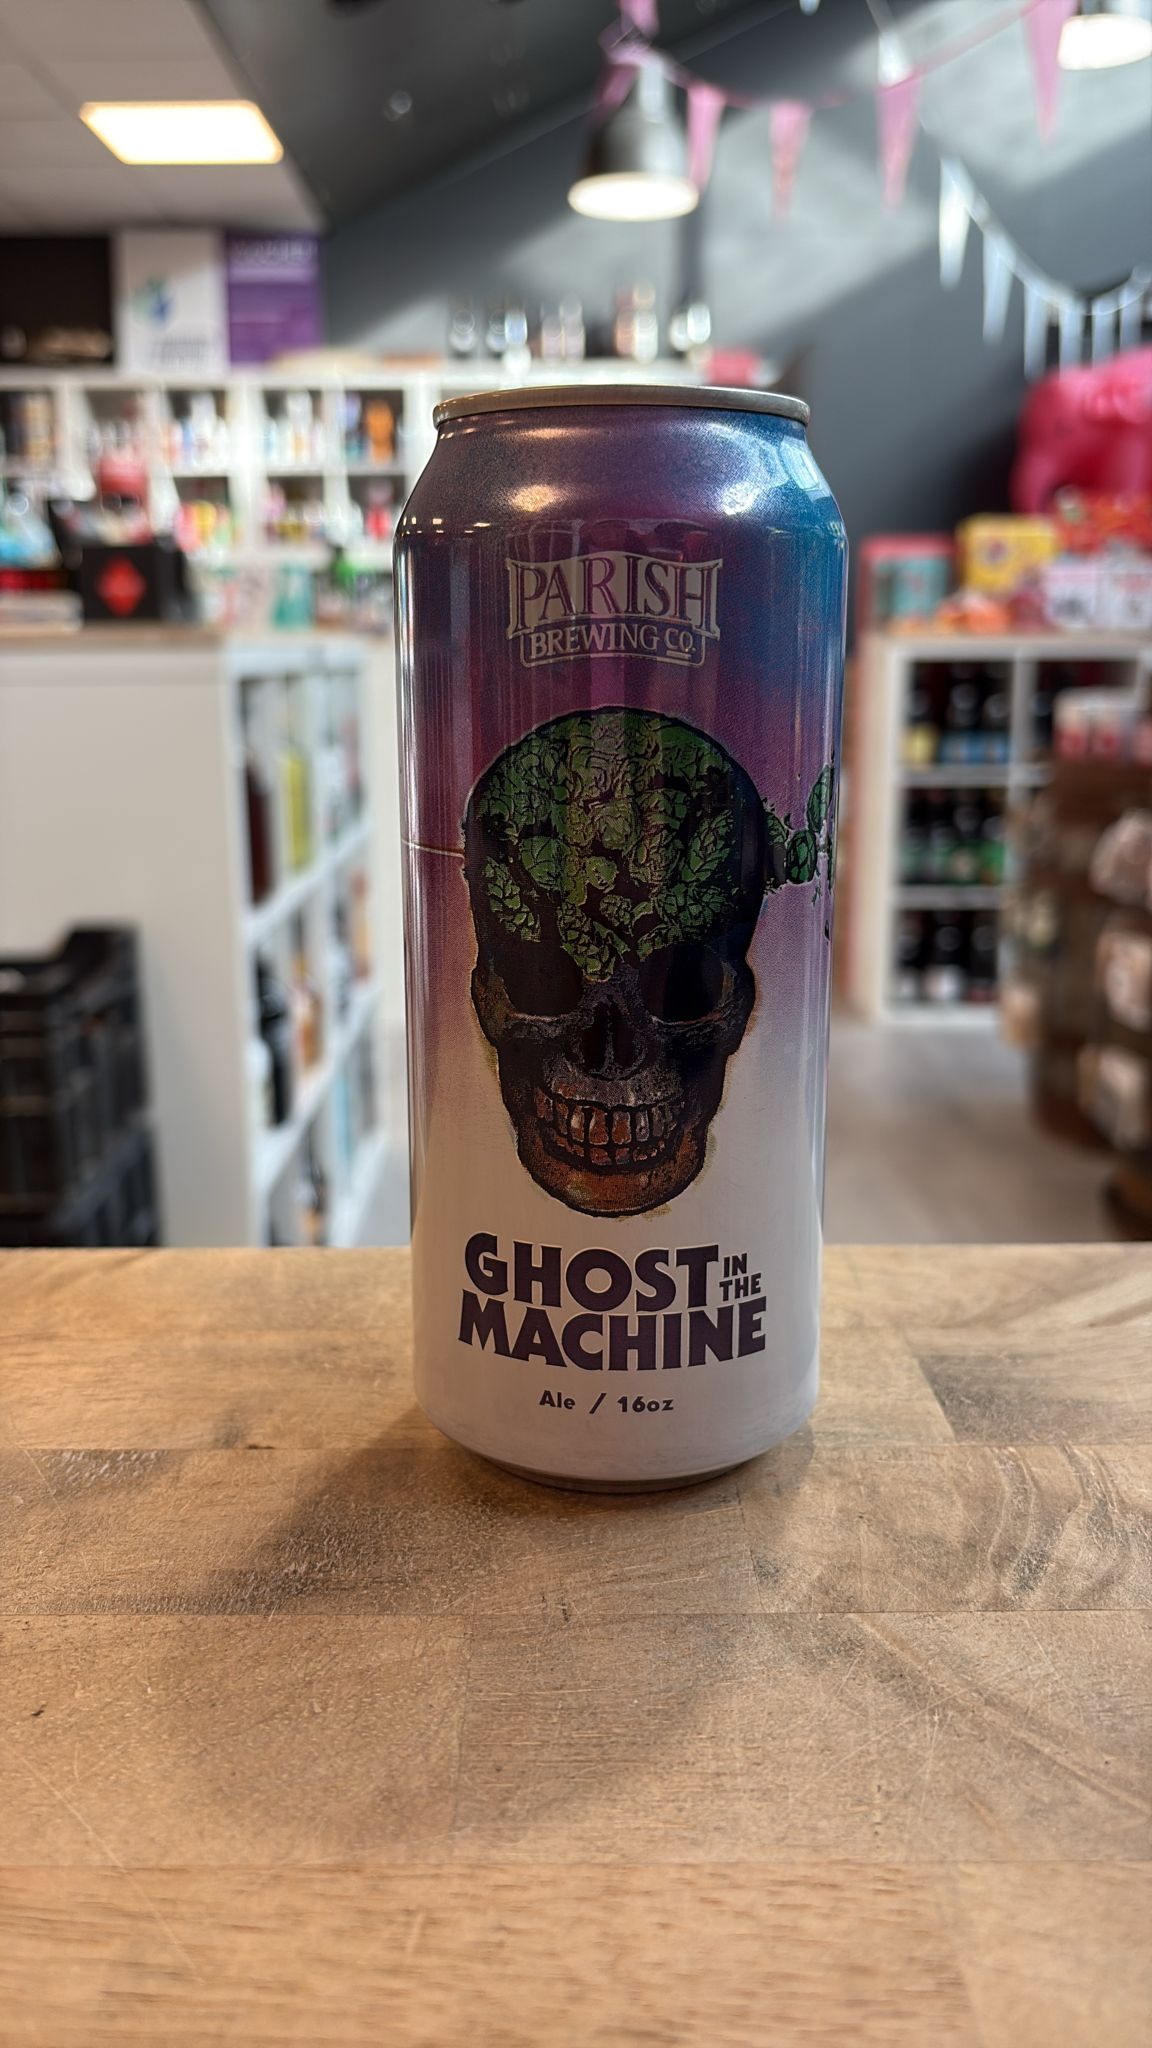 PARISH
BREWING CO.
GHOST IN THE
MACHINE
Ale / 16oz